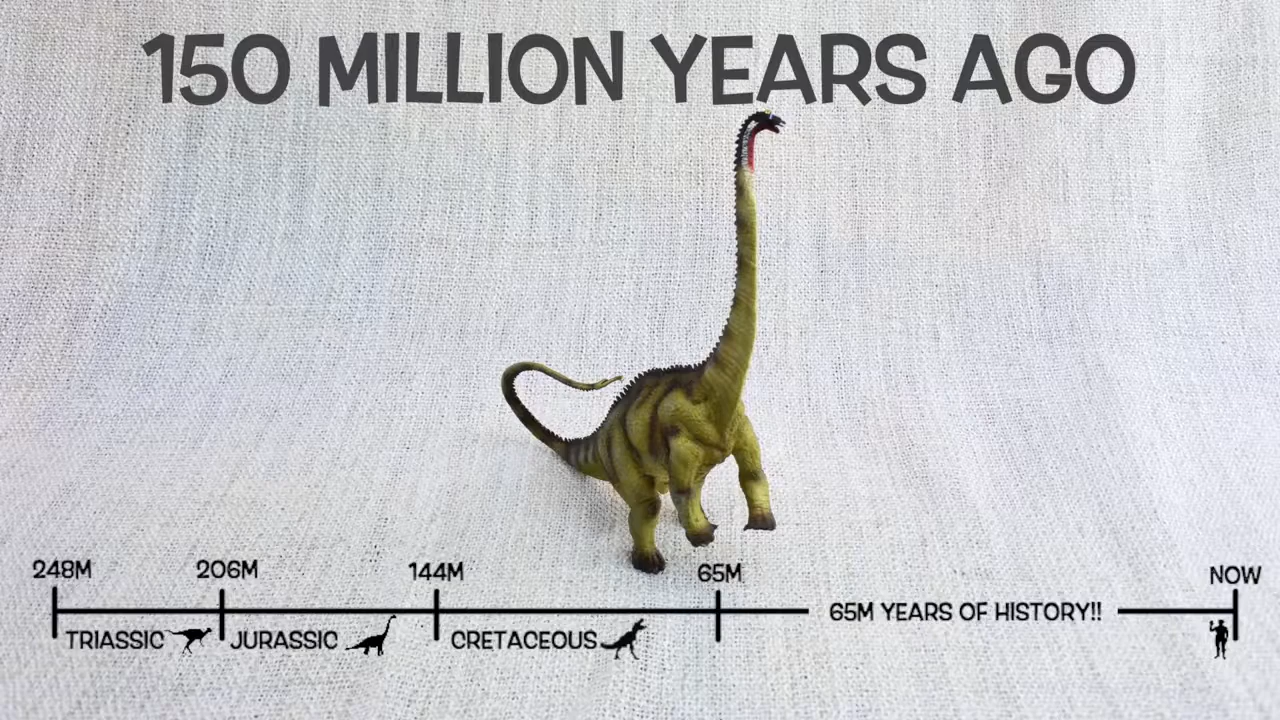 150 MILLION YEARS AGO
248M 206M 144M 65M NOW
65M YEARS OF HISTORY!!
TRIASSIC JURASSIC CRETACEOUS